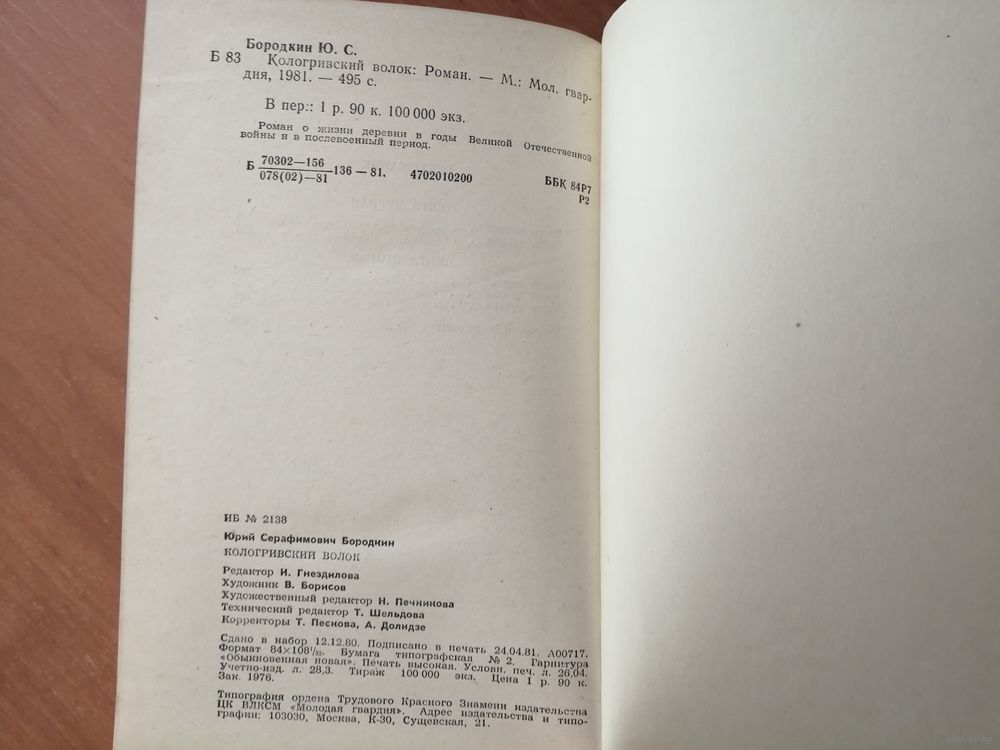 Бородкин Ю. С.
Б 83 Кологривский волок: Роман. — М.: Мол. гвар-
дия, 1981. — 495 с.
В пер.: 1 р. 90 к. 100 000 экз.
Роман о жизни деревни в годы Великой Отечественной
войны и в послевоенный период.
Б 70302—156
078(02)—81 136—81. 4702010200
ББК 84Р7
Р2
ИБ № 2138
Юрий Серафимович Бородкин
КОЛОГРИВСКИЙ ВОЛОК
Редактор И. Гнездилова
Художник В. Борисов
Художественный редактор Н. Печникова
Технический редактор Т. Шельдова
Корректоры Т. Пескова, А. Долидзе
Сдано в набор 12.12.80. Подписано в печать 24.04.81. А00717.
Формат 84×108¹/₃₂. Бумага типографская № 2. Гарнитура
«Обыкновенная новая». Печать высокая. Условн. печ. л. 26,04.
Учетно-изд. л. 28,3. Тираж 100 000 экз. Цена 1 р. 90 к.
Зак. 1976.
Типография ордена Трудового Красного Знамени издательства
ЦК ВЛКСМ «Молодая гвардия». Адрес издательства и типо-
графии: 103030, Москва, К-30, Сущевская, 21.